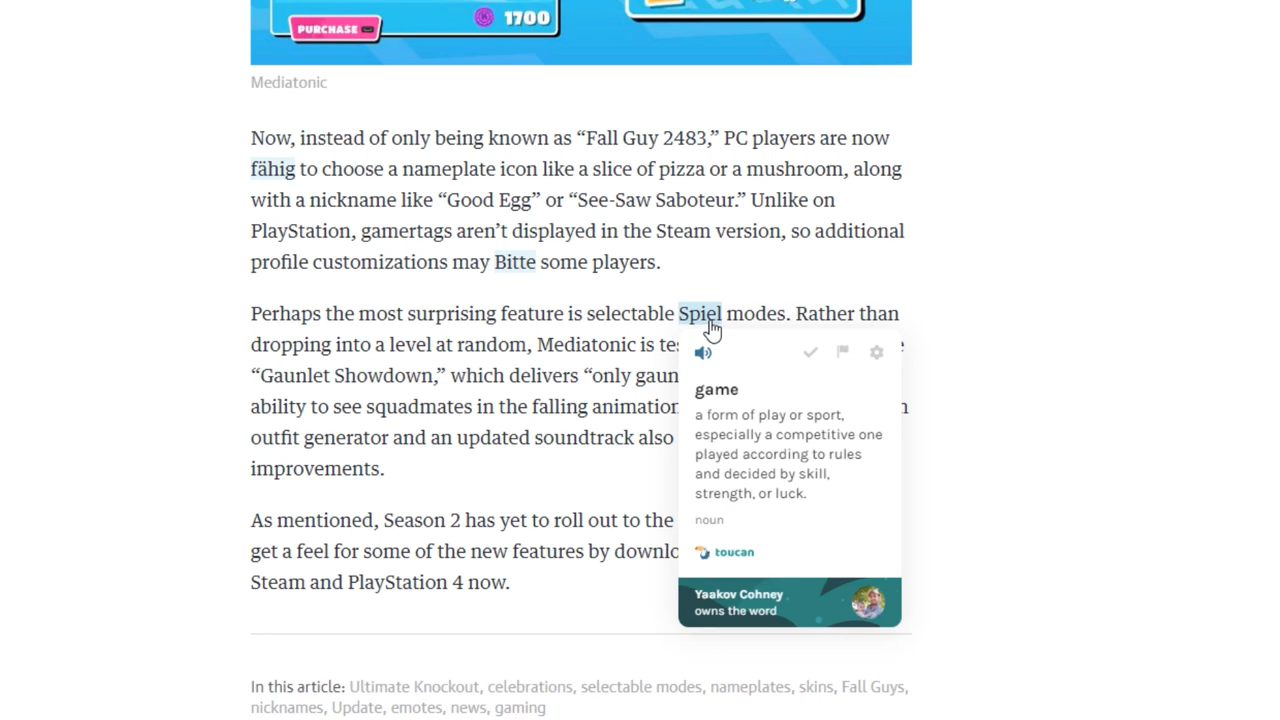 1700
PURCHASE
Mediatonic
Now, instead of only being known as “Fall Guy 2483,” PC players are now
fähig to choose a nameplate icon like a slice of pizza or a mushroom, along
with a nickname like “Good Egg” or “See-Saw Saboteur.” Unlike on
PlayStation, gamertags aren’t displayed in the Steam version, so additional
profile customizations may Bitte some players.
Perhaps the most surprising feature is selectable Spiel modes. Rather than
dropping into a level at random, Mediatonic is te
“Gaunlet Showdown,” which delivers “only gaun
ability to see squadmates in the falling animation
outfit generator and an updated soundtrack also
improvements.
As mentioned, Season 2 has yet to roll out to the
get a feel for some of the new features by downlo
Steam and PlayStation 4 now.
game
a form of play or sport,
especially a competitive one
played according to rules
and decided by skill,
strength, or luck.
noun
toucan
Yaakov Cohney
owns the word
In this article: Ultimate Knockout, celebrations, selectable modes, nameplates, skins, Fall Guys,
nicknames, Update, emotes, news, gaming